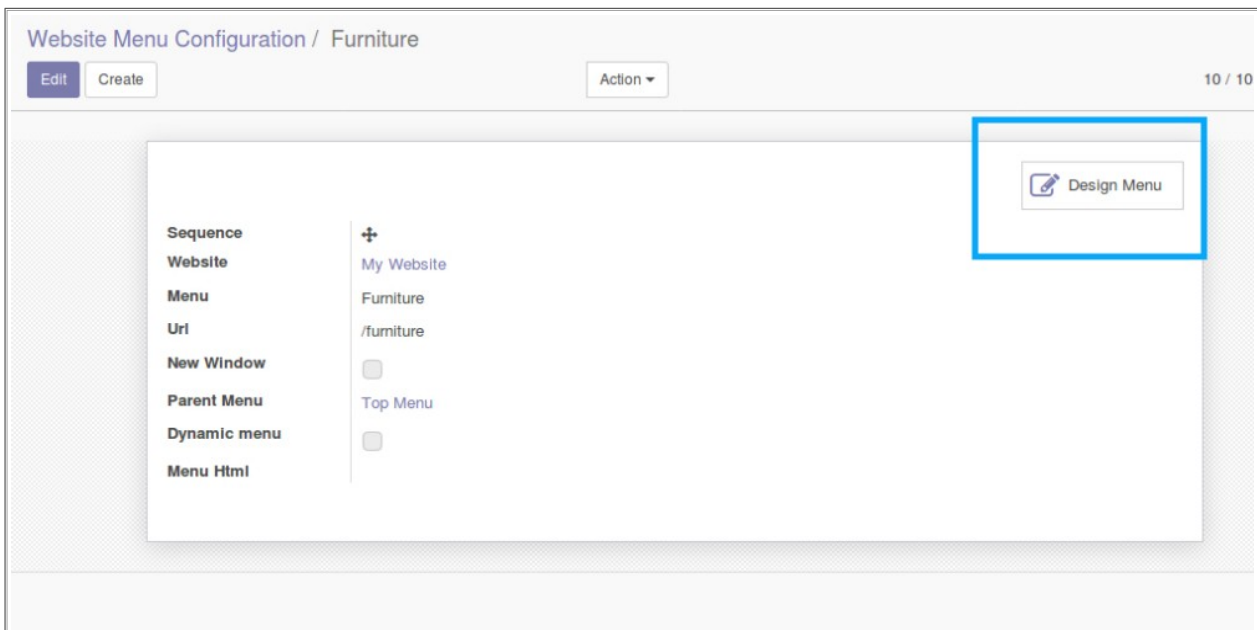 Website Menu Configuration / Furniture
Edit Create Action 10 / 10
Design Menu
Sequence
Website My Website
Menu Furniture
Url /furniture
New Window
Parent Menu Top Menu
Dynamic menu
Menu Html